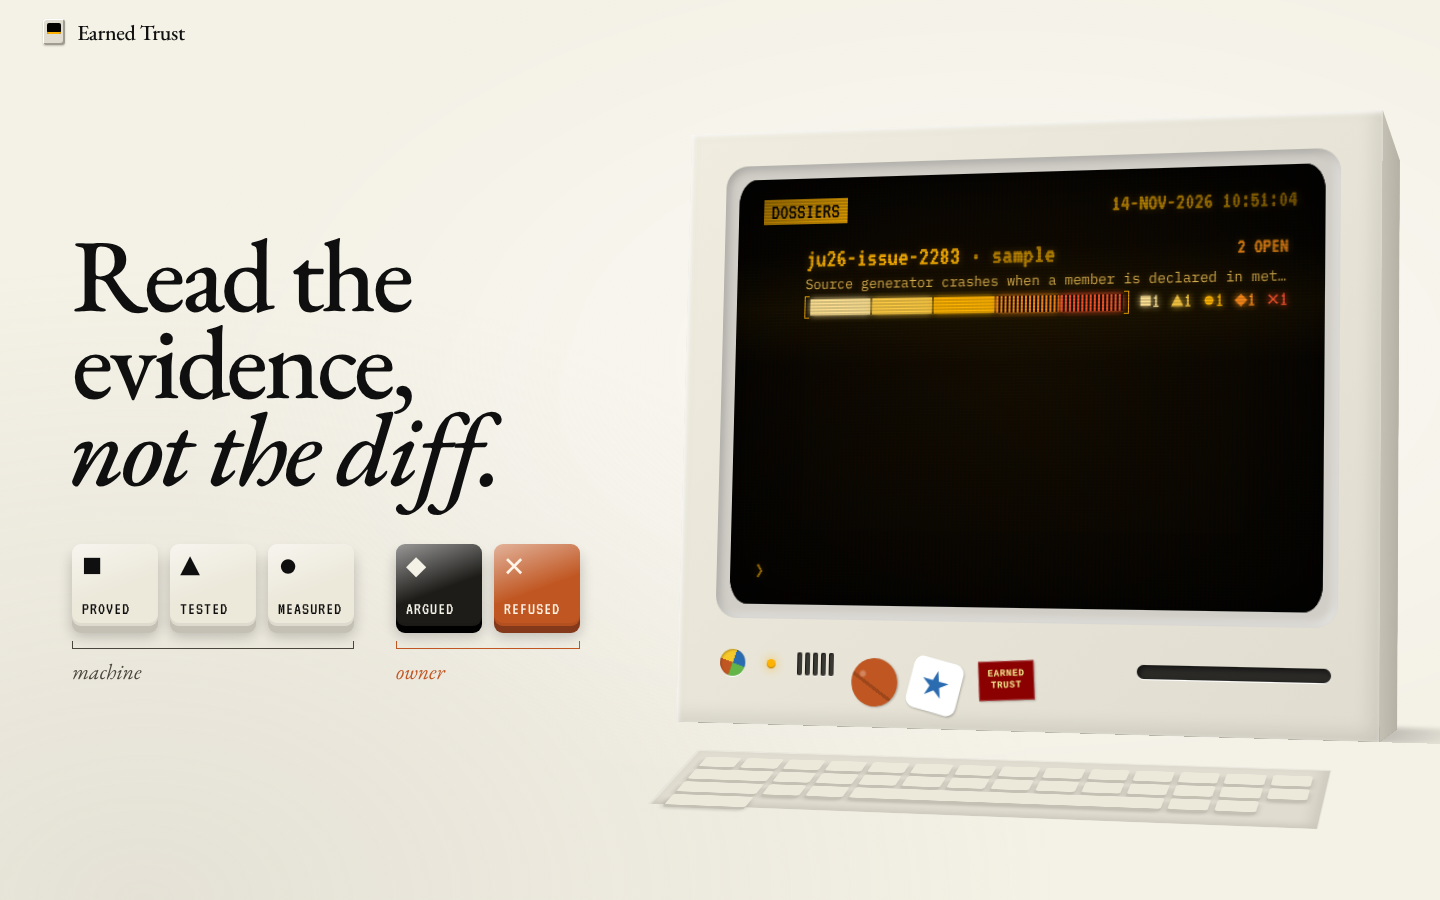 Earned Trust
Read the
evidence,
not the diff.
PROVED
TESTED
MEASURED
ARGUED
REFUSED
machine
owner
DOSSIERS
14-NOV-2026 10:51:04
ju26-issue-2283 · sample
2 OPEN
Source generator crashes when a member is declared in met…
■1 ▲1 ●1 ◆1 ✕1
❯
EARNED
TRUST